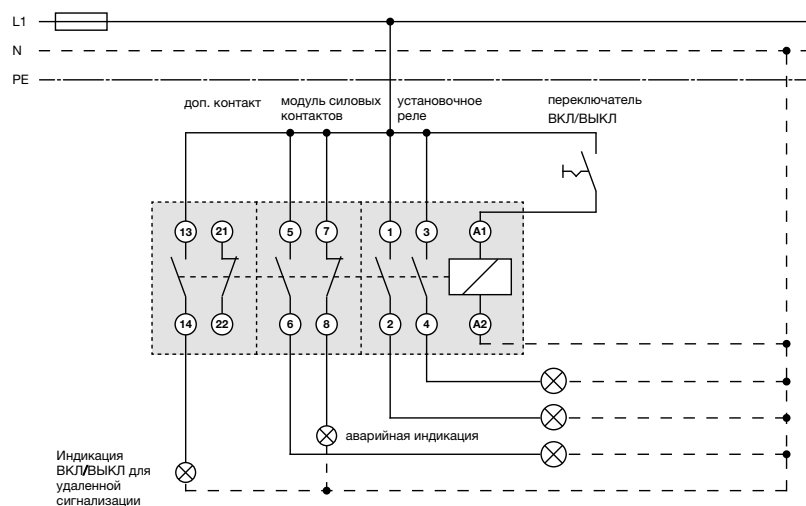 L1
N
PE
доп. контакт
модуль силовых
контактов
установочное
реле
переключатель
ВКЛ/ВЫКЛ
13 21 5 7 1 3 A1
14 22 6 8 2 4 A2
аварийная индикация
Индикация
ВКЛ/ВЫКЛ для
удаленной
сигнализации